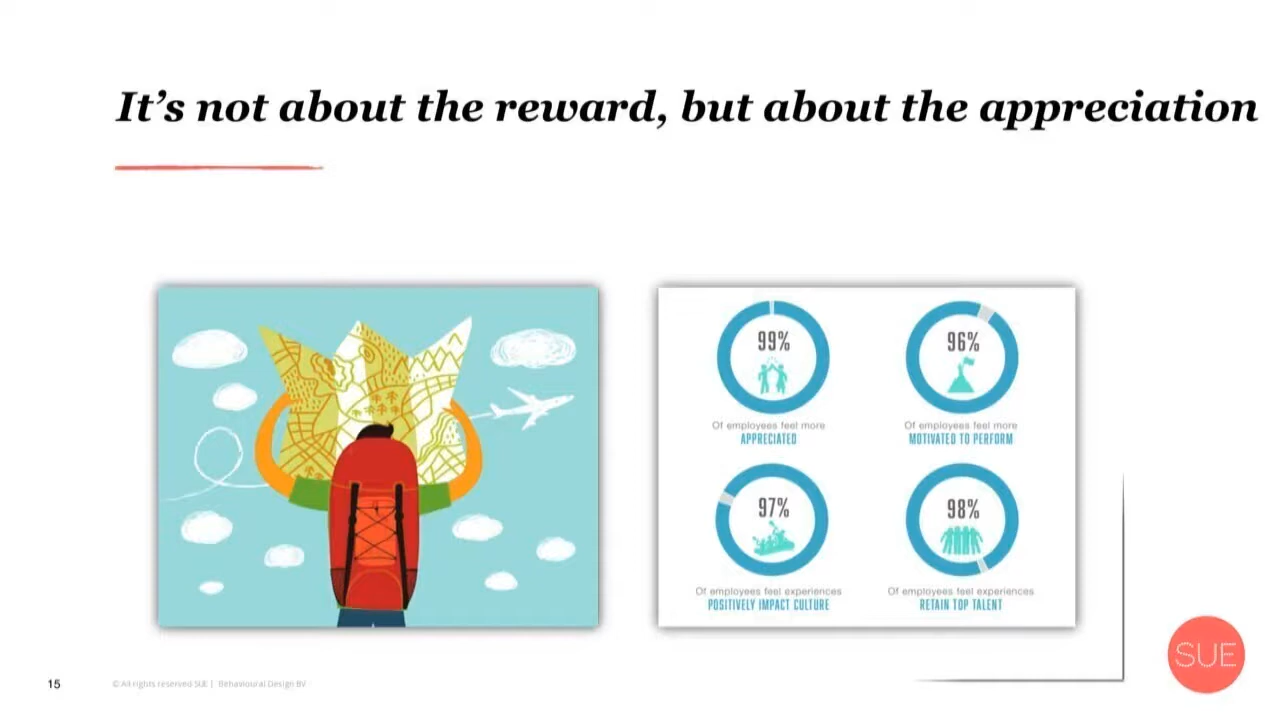 It's not about the reward, but about the appreciation
99%
Of employees feel more
APPRECIATED
96%
Of employees feel more
MOTIVATED TO PERFORM
97%
Of employees feel experiences
POSITIVELY IMPACT CULTURE
98%
Of employees feel experiences
RETAIN TOP TALENT
15
© All rights reserved SUE | Behavioural Design BV
SUE